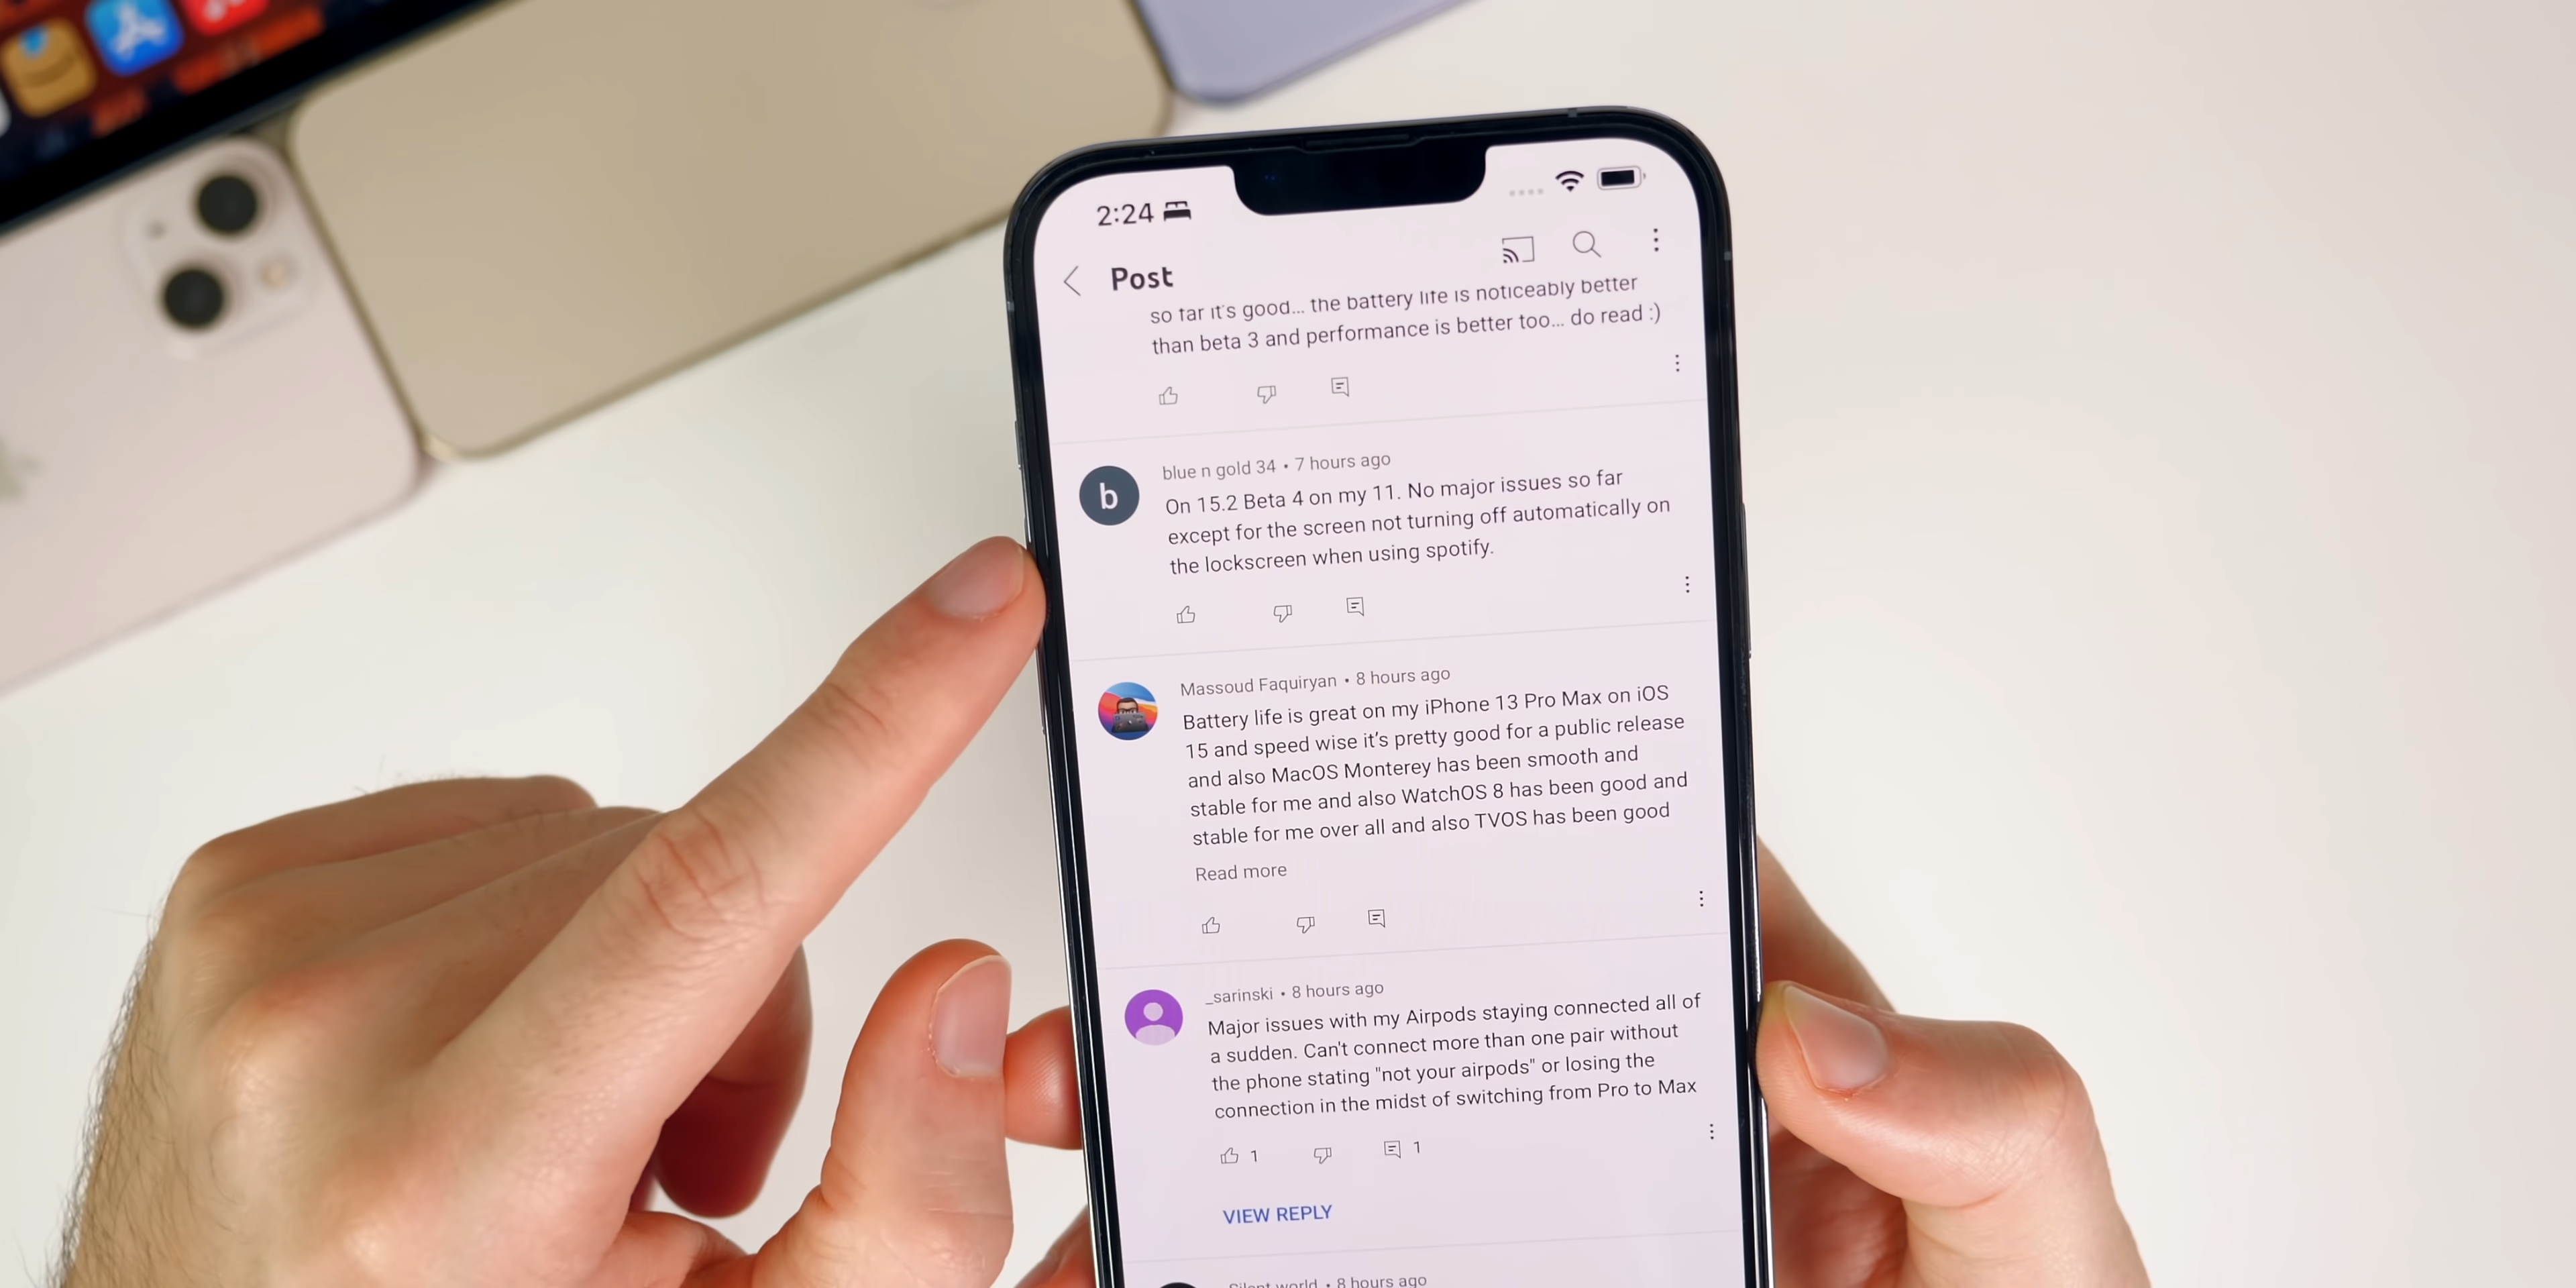 2:24
Post
so far it's good... the battery life is noticeably better
than beta 3 and performance is better too... do read :)
blue n gold 34 • 7 hours ago
b
On 15.2 Beta 4 on my 11. No major issues so far
except for the screen not turning off automatically on
the lockscreen when using spotify.
Massoud Faquiryan • 8 hours ago
Battery life is great on my iPhone 13 Pro Max on iOS
15 and speed wise it's pretty good for a public release
and also MacOS Monterey has been smooth and
stable for me and also WatchOS 8 has been good and
stable for me over all and also TVOS has been good
Read more
_sarinski • 8 hours ago
Major issues with my Airpods staying connected all of
a sudden. Can't connect more than one pair without
the phone stating "not your airpods" or losing the
connection in the midst of switching from Pro to Max
1 1
VIEW REPLY
Silent world • 8 hours ago